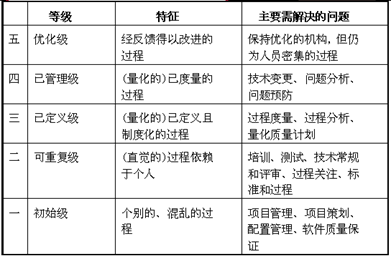 等级 特征 主要需解决的问题
五 优化级 经反馈得以改进的 保持优化的机构，但仍
过程 为人员密集的过程
四 己管理级 (量化的)己度量的 技术变更、问题分析、
过程 问题预防
三 己定义级 (量化的)己定义且 过程度量、过程分析、
制度化的过程 量化质量计划
二 可重复级 (直觉的)过程依赖 培训、测试、技术常规
于个人 和评审、过程关注、标
准和过程
一 初始级 个别的、混乱的过 项目管理、项目策划、
程 配置管理、软件质量保
证